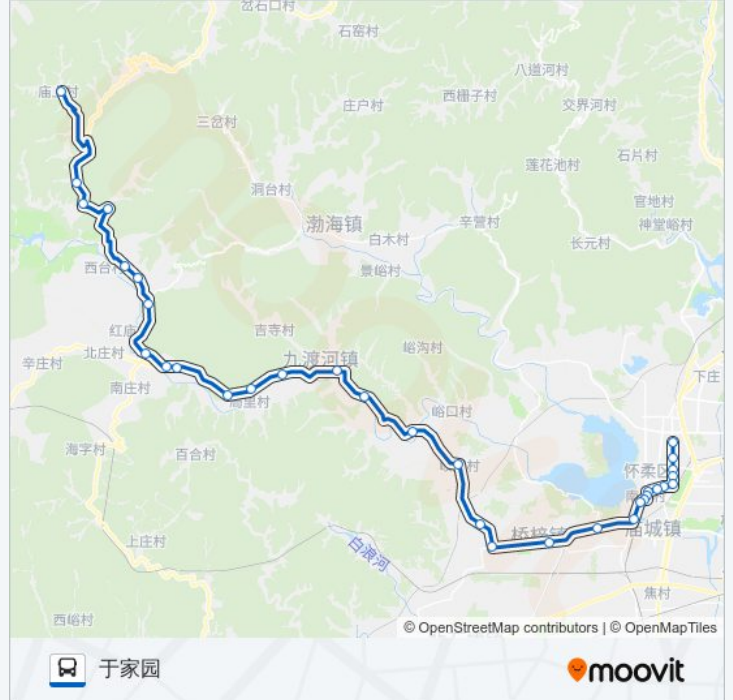 岔石口村
石窑村
八道河村
庄户村
西栅子村
交界河村
三岔村
石片村
莲花池村
洞台村
官地村
渤海镇
辛营村
神堂峪村
白木村
长元村
西台
景峪村
红庙
吉寺村
北庄村
九渡河镇
峪沟村
辛庄村
下庄
南庄村
峪口村
海字村
百合村
怀柔区
桥梓镇
庙城镇
上庄村
白浪河
焦村
西峪村
© OpenStreetMap contributors | © OpenMapTiles
于家园
moovit